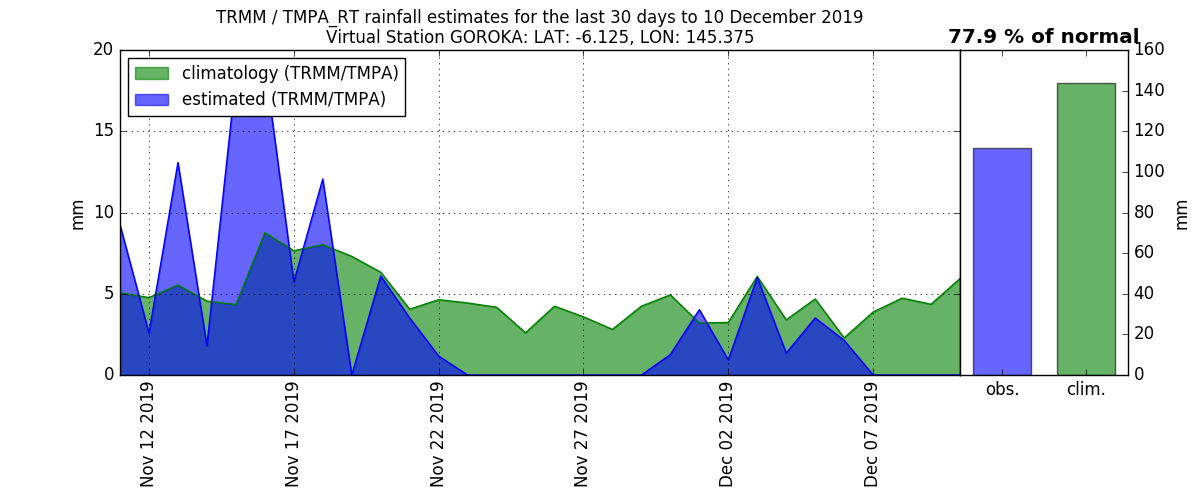 TRMM / TMPA_RT rainfall estimates for the last 30 days to 10 December 2019
Virtual Station GOROKA: LAT: -6.125, LON: 145.375
77.9 % of normal
climatology (TRMM/TMPA)
estimated (TRMM/TMPA)
20
15
10
5
0
mm
160
140
120
100
80
60
40
20
0
mm
Nov 12 2019
Nov 17 2019
Nov 22 2019
Nov 27 2019
Dec 02 2019
Dec 07 2019
obs.
clim.